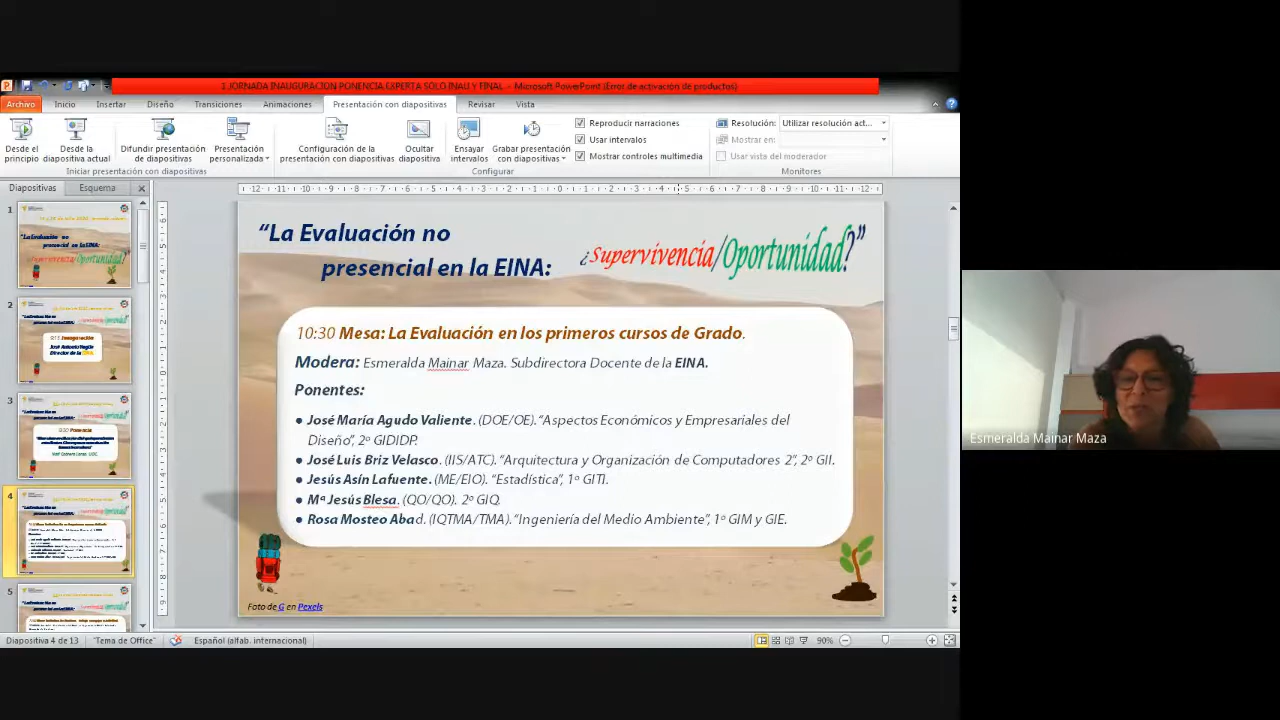 1 JORNADA INAUGURACION PONENCIA EXPERTA SOLO INAU Y FINAL - Microsoft PowerPoint (Error de activación de productos)
Archivo Inicio Insertar Diseño Transiciones Animaciones Presentación con diapositivas Revisar Vista
Desde el principio
Desde la diapositiva actual
Difundir presentación de diapositivas
Presentación personalizada
Iniciar presentación con diapositivas
Configuración de la presentación con diapositivas
Ocultar diapositiva
Ensayar intervalos
Grabar presentación con diapositivas
Reproducir narraciones
Usar intervalos
Mostrar controles multimedia
Configurar
Resolución: Utilizar resolución act...
Mostrar en:
Usar vista del moderador
Monitores
Diapositivas Esquema
1
2
3
4
5
“La Evaluación no
presencial en la EINA:
¿Supervivencia/Oportunidad?”
10:30 Mesa: La Evaluación en los primeros cursos de Grado.
Modera: Esmeralda Mainar Maza. Subdirectora Docente de la EINA.
Ponentes:
● José María Agudo Valiente. (DOE/OE). “Aspectos Económicos y Empresariales del
Diseño”, 2º GIDIDP.
● José Luis Briz Velasco. (IIS/ATC). “Arquitectura y Organización de Computadores 2”, 2º GII.
● Jesús Asín Lafuente. (ME/EIO). “Estadística”, 1º GITI.
● Mª Jesús Blesa. (QO/QO). 2º GIQ.
● Rosa Mosteo Abad. (IQTMA/TMA). “Ingeniería del Medio Ambiente”, 1º GIM y GIE.
Foto de G en Pexels
Diapositiva 4 de 13 "Tema de Office" Español (alfab. internacional) 90%
Esmeralda Mainar Maza